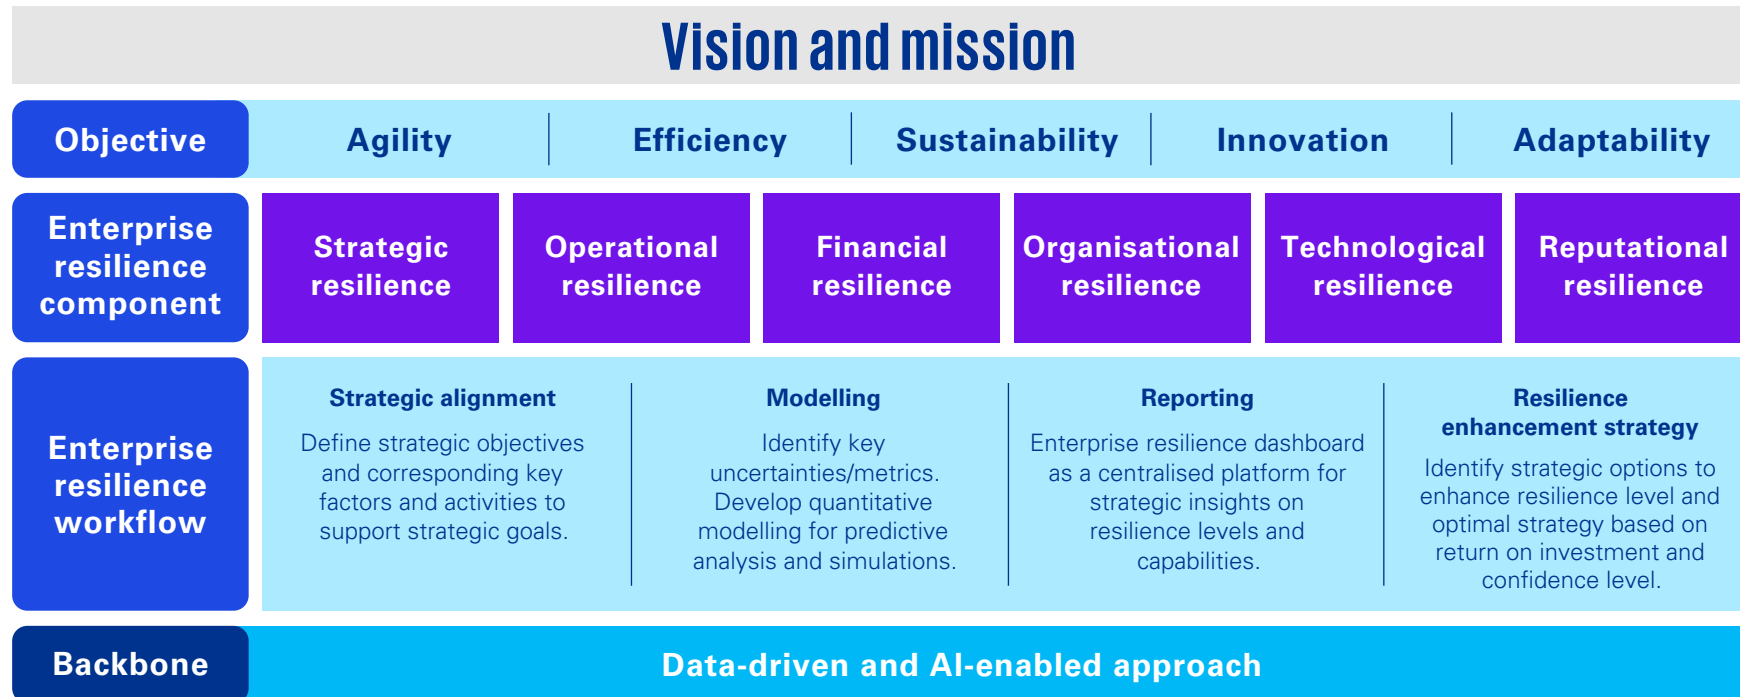 Vision and mission
Objective
Agility
Efficiency
Sustainability
Innovation
Adaptability
Enterprise
resilience
component
Strategic
resilience
Operational
resilience
Financial
resilience
Organisational
resilience
Technological
resilience
Reputational
resilience
Enterprise
resilience
workflow
Strategic alignment
Define strategic objectives
and corresponding key
factors and activities to
support strategic goals.
Modelling
Identify key
uncertainties/metrics.
Develop quantitative
modelling for predictive
analysis and simulations.
Reporting
Enterprise resilience dashboard
as a centralised platform for
strategic insights on
resilience levels and
capabilities.
Resilience
enhancement strategy
Identify strategic options to
enhance resilience level and
optimal strategy based on
return on investment and
confidence level.
Backbone
Data-driven and AI-enabled approach